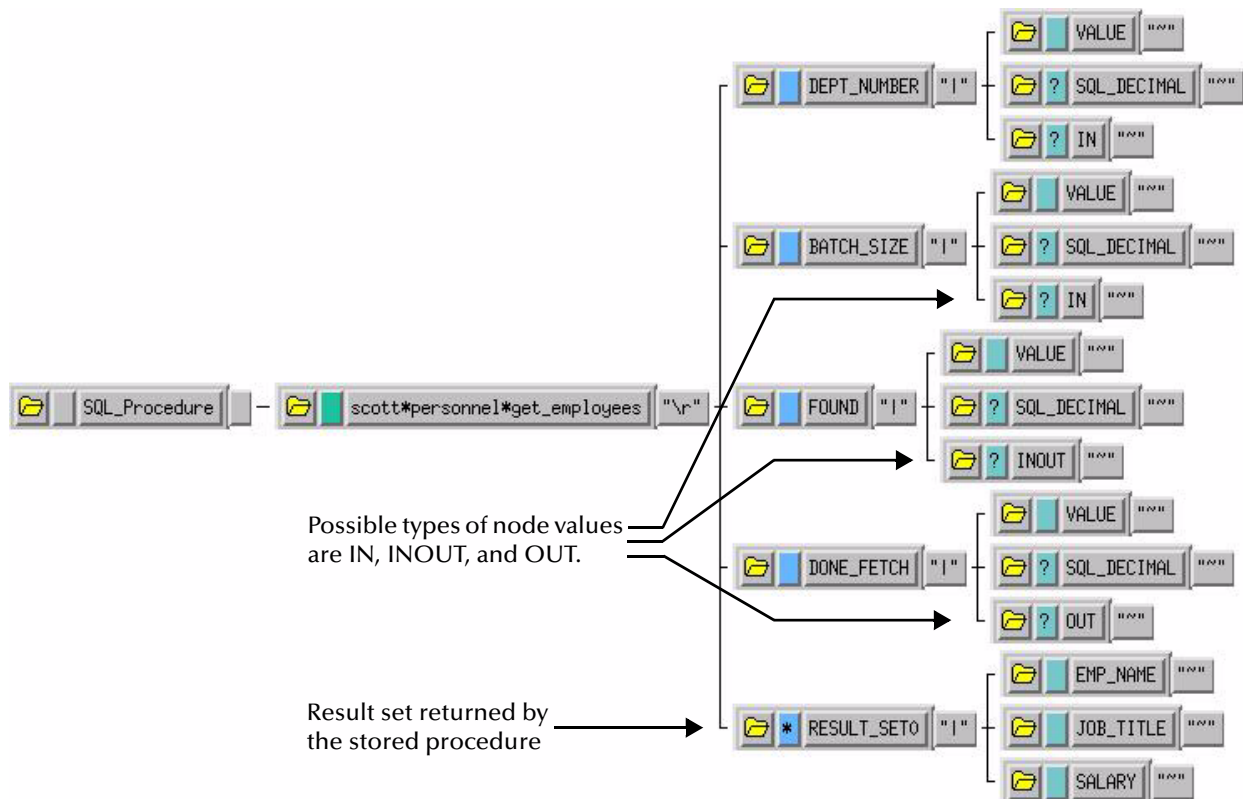 VALUE "~"
DEPT_NUMBER "|" ? SQL_DECIMAL "~"
? IN "~"
VALUE "~"
BATCH_SIZE "|" ? SQL_DECIMAL "~"
? IN "~"
VALUE "~"
SQL_Procedure scott*personnel*get_employees "\r" FOUND "|" ? SQL_DECIMAL "~"
? INOUT "~"
Possible types of node values
are IN, INOUT, and OUT.
VALUE "~"
DONE_FETCH "|" ? SQL_DECIMAL "~"
? OUT "~"
Result set returned by
the stored procedure
EMP_NAME "~"
* RESULT_SET0 "|" JOB_TITLE "~"
SALARY "~"